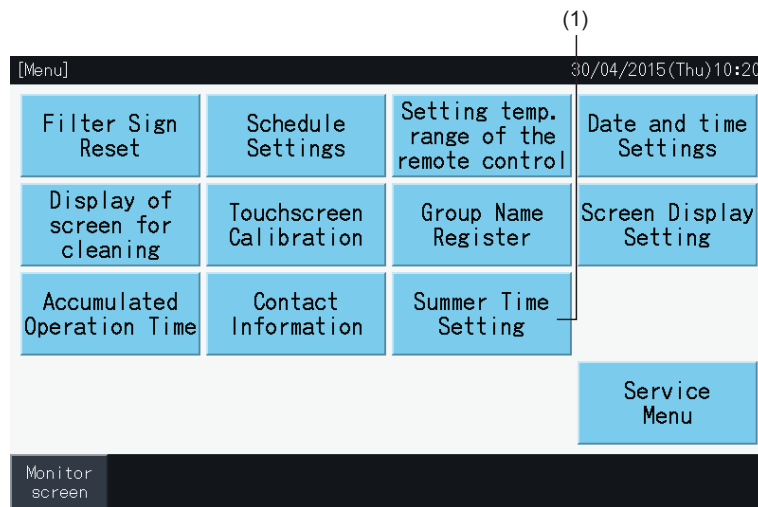 (1)
[Menu] 30/04/2015(Thu)10:20
Filter Sign
Reset
Schedule
Settings
Setting temp.
range of the
remote control
Date and time
Settings
Display of
screen for
cleaning
Touchscreen
Calibration
Group Name
Register
Screen Display
Setting
Accumulated
Operation Time
Contact
Information
Summer Time
Setting
Service
Menu
Monitor
screen